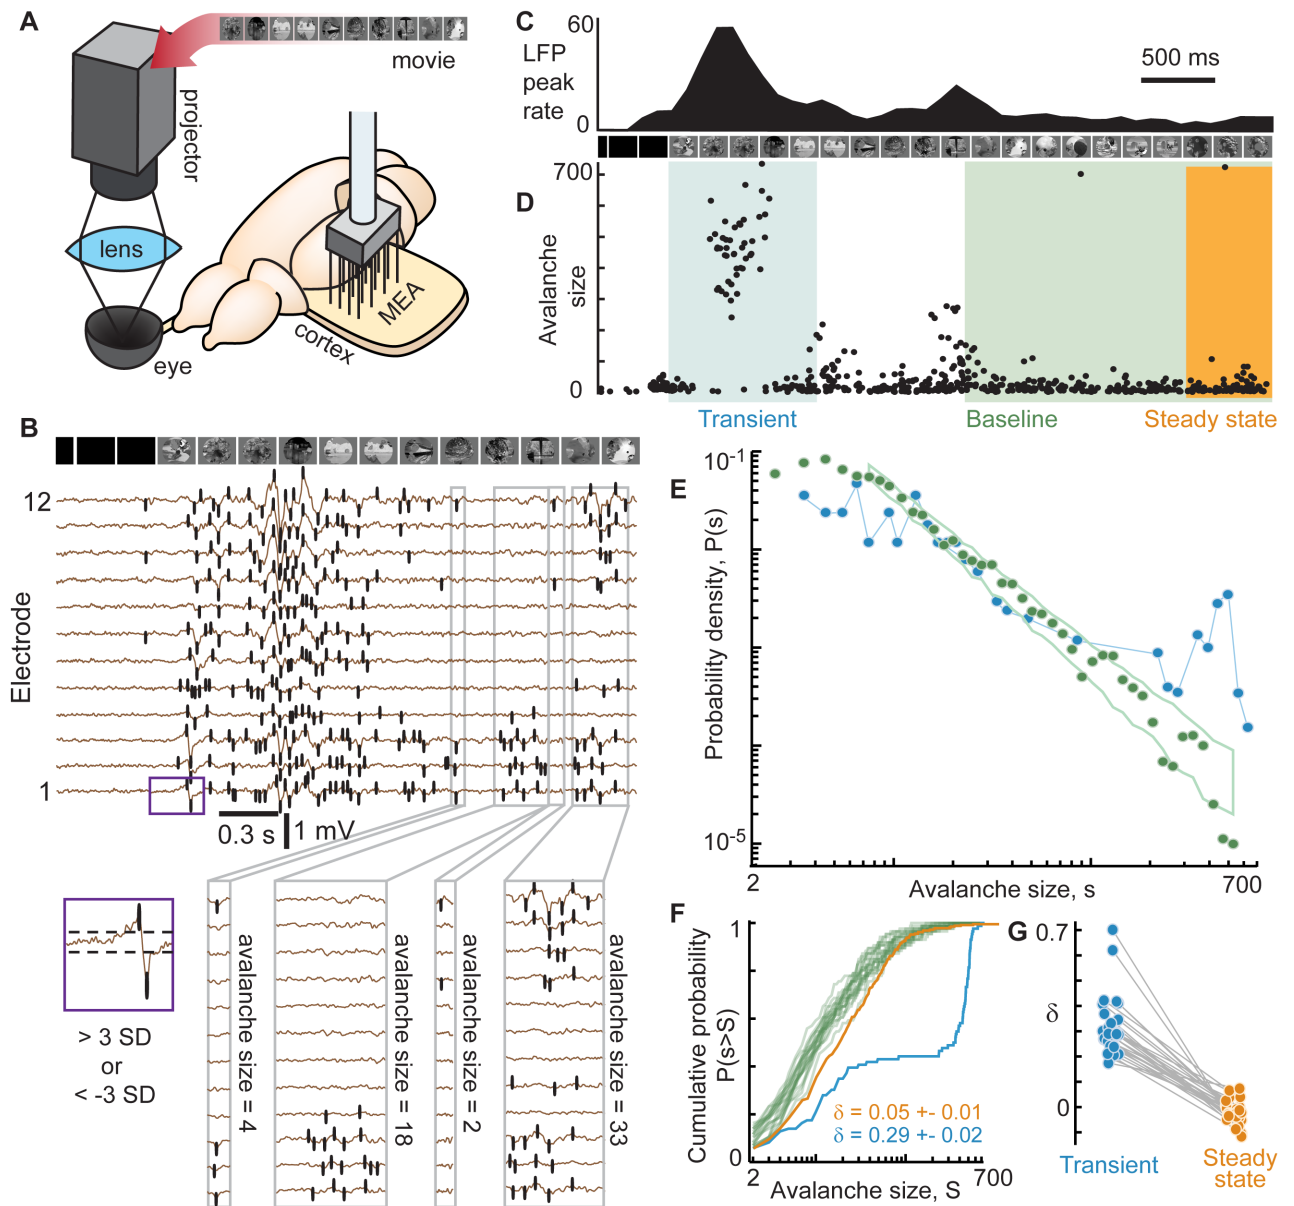 A
movie
projector
lens
eye
cortex
MEA
B
12
Electrode
1
0.3 s
1 mV
> 3 SD
or
< -3 SD
avalanche size = 4
avalanche size = 18
avalanche size = 2
avalanche size = 33
C
60
LFP
peak
rate
0
500 ms
D
700
Avalanche
size
0
Transient
Baseline
Steady state
E
10-1
Probability density, P(s)
10-5
2
Avalanche size, s
700
F
1
Cumulative probability
P(s>S)
0
δ = 0.05 +- 0.01
δ = 0.29 +- 0.02
2
Avalanche size, S
700
G
0.7
δ
0
Transient
Steady
state